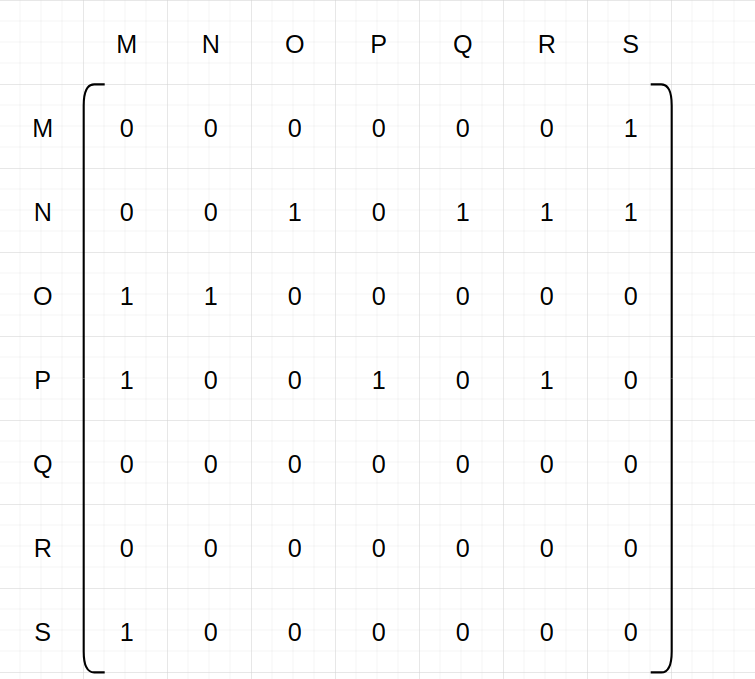 M N O P Q R S
M 0 0 0 0 0 0 1
N 0 0 1 0 1 1 1
O 1 1 0 0 0 0 0
P 1 0 0 1 0 1 0
Q 0 0 0 0 0 0 0
R 0 0 0 0 0 0 0
S 1 0 0 0 0 0 0